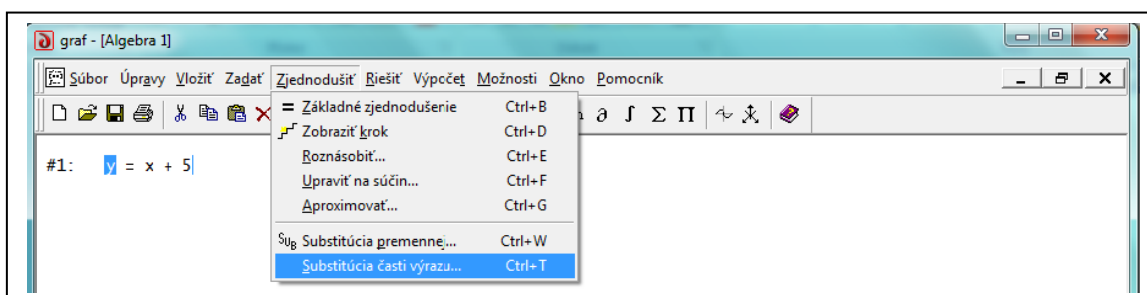 graf - [Algebra 1]
Súbor Úpravy Vložiť Zadať Zjednodušiť Riešiť Výpočet Možnosti Okno Pomocník
= Základné zjednodušenie Ctrl+B
∂ ∫ Σ Π
Zobraziť krok Ctrl+D
Roznásobiť... Ctrl+E
#1: y = x + 5
Upraviť na súčin... Ctrl+F
Aproximovať... Ctrl+G
SUB Substitúcia premennej... Ctrl+W
Substitúcia časti výrazu... Ctrl+T